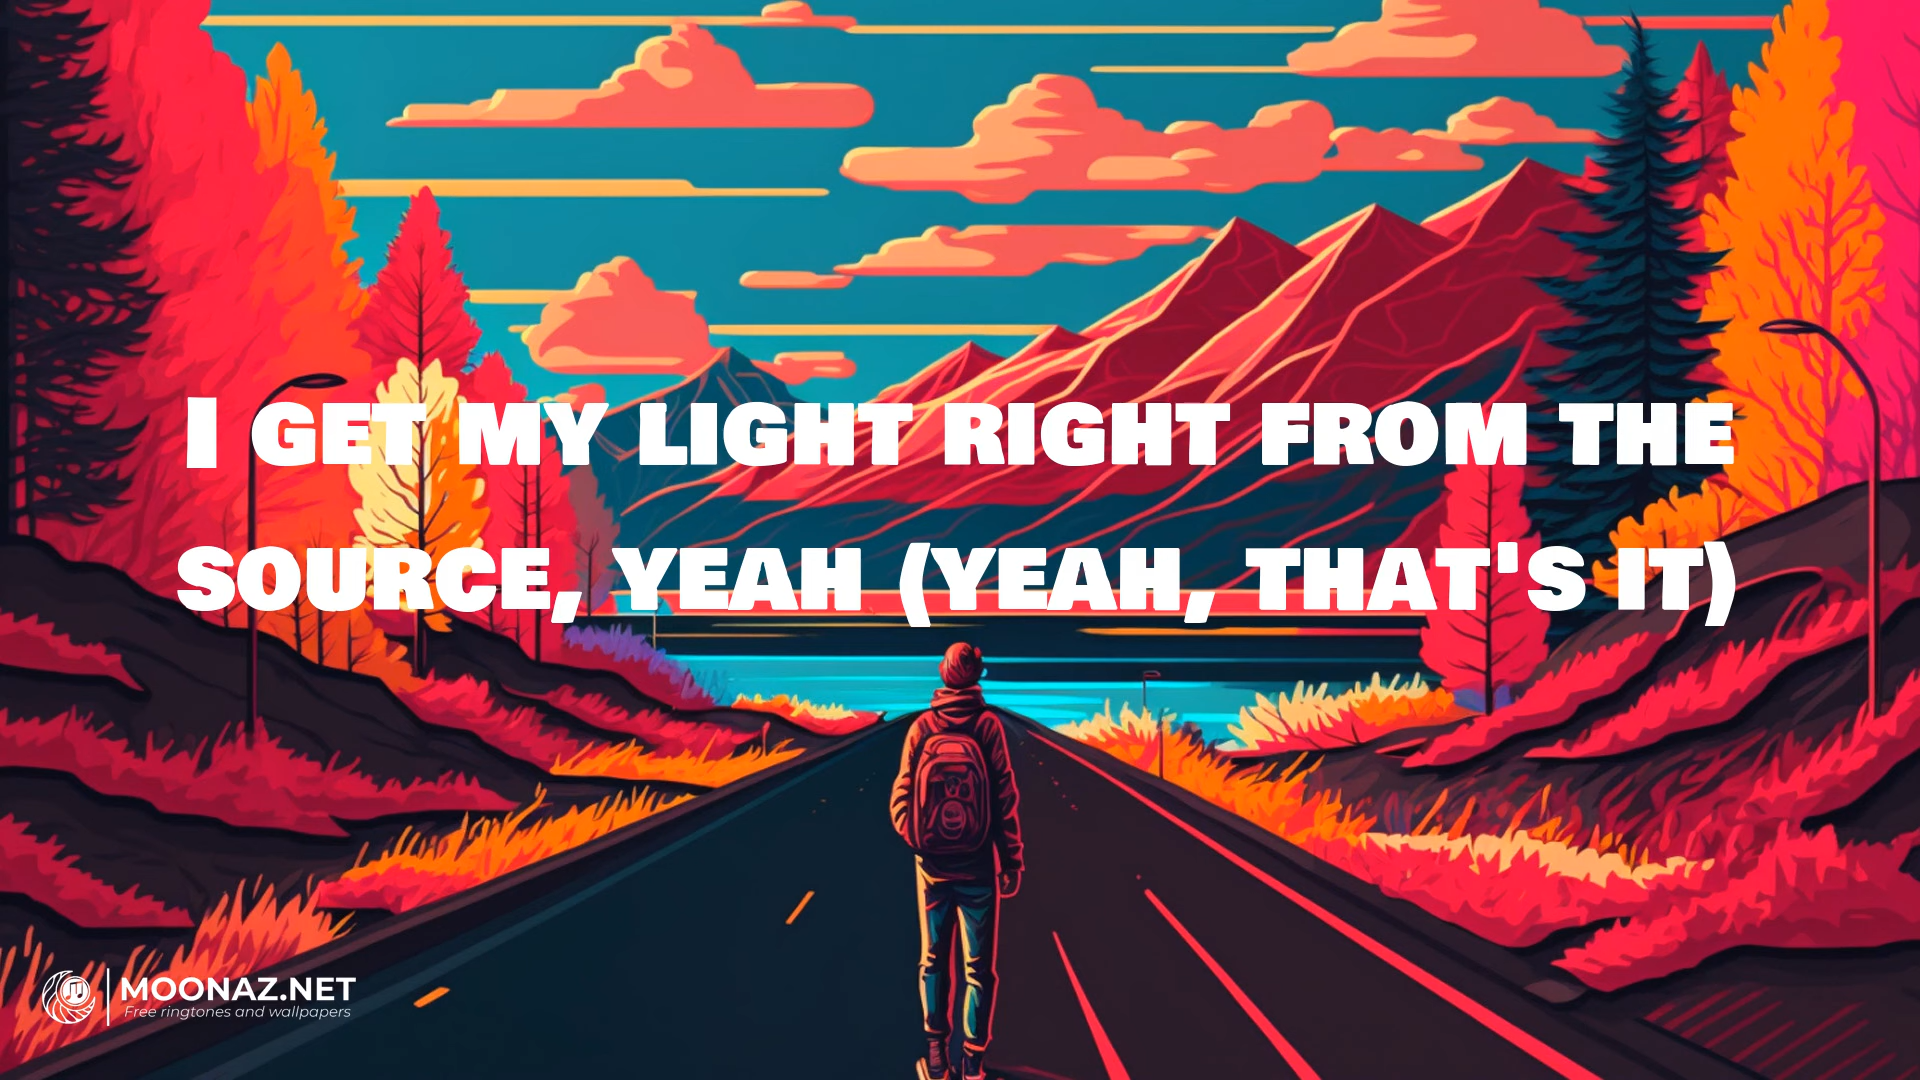 I GET MY LIGHT RIGHT FROM THE
SOURCE, YEAH (YEAH, THAT'S IT)
MOONAZ.NET
Free ringtones and wallpapers